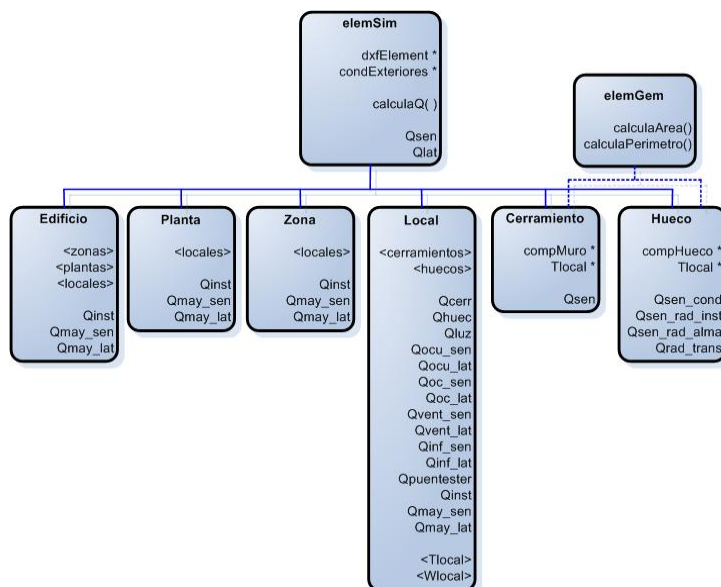 elemSim
dxfElement *
condExteriores *
calculaQ( )
Qsen
Qlat
elemGem
calculaArea()
calculaPerimetro()
Edificio
<zonas>
<plantas>
<locales>
Qinst
Qmay_sen
Qmay_lat
Planta
<locales>
Qinst
Qmay_sen
Qmay_lat
Zona
<locales>
Qinst
Qmay_sen
Qmay_lat
Local
<cerramientos>
<huecos>
Qcerr
Qhuec
Qluz
Qocu_sen
Qocu_lat
Qoc_sen
Qoc_lat
Qvent_sen
Qvent_lat
Qinf_sen
Qinf_lat
Qpuentester
Qinst
Qmay_sen
Qmay_lat
<Tlocal>
<Wlocal>
Cerramiento
compMuro *
Tlocal *
Qsen
Hueco
compHueco *
Tlocal *
Qsen_cond
Qsen_rad_inst
Qsen_rad_alma
Qrad_trans